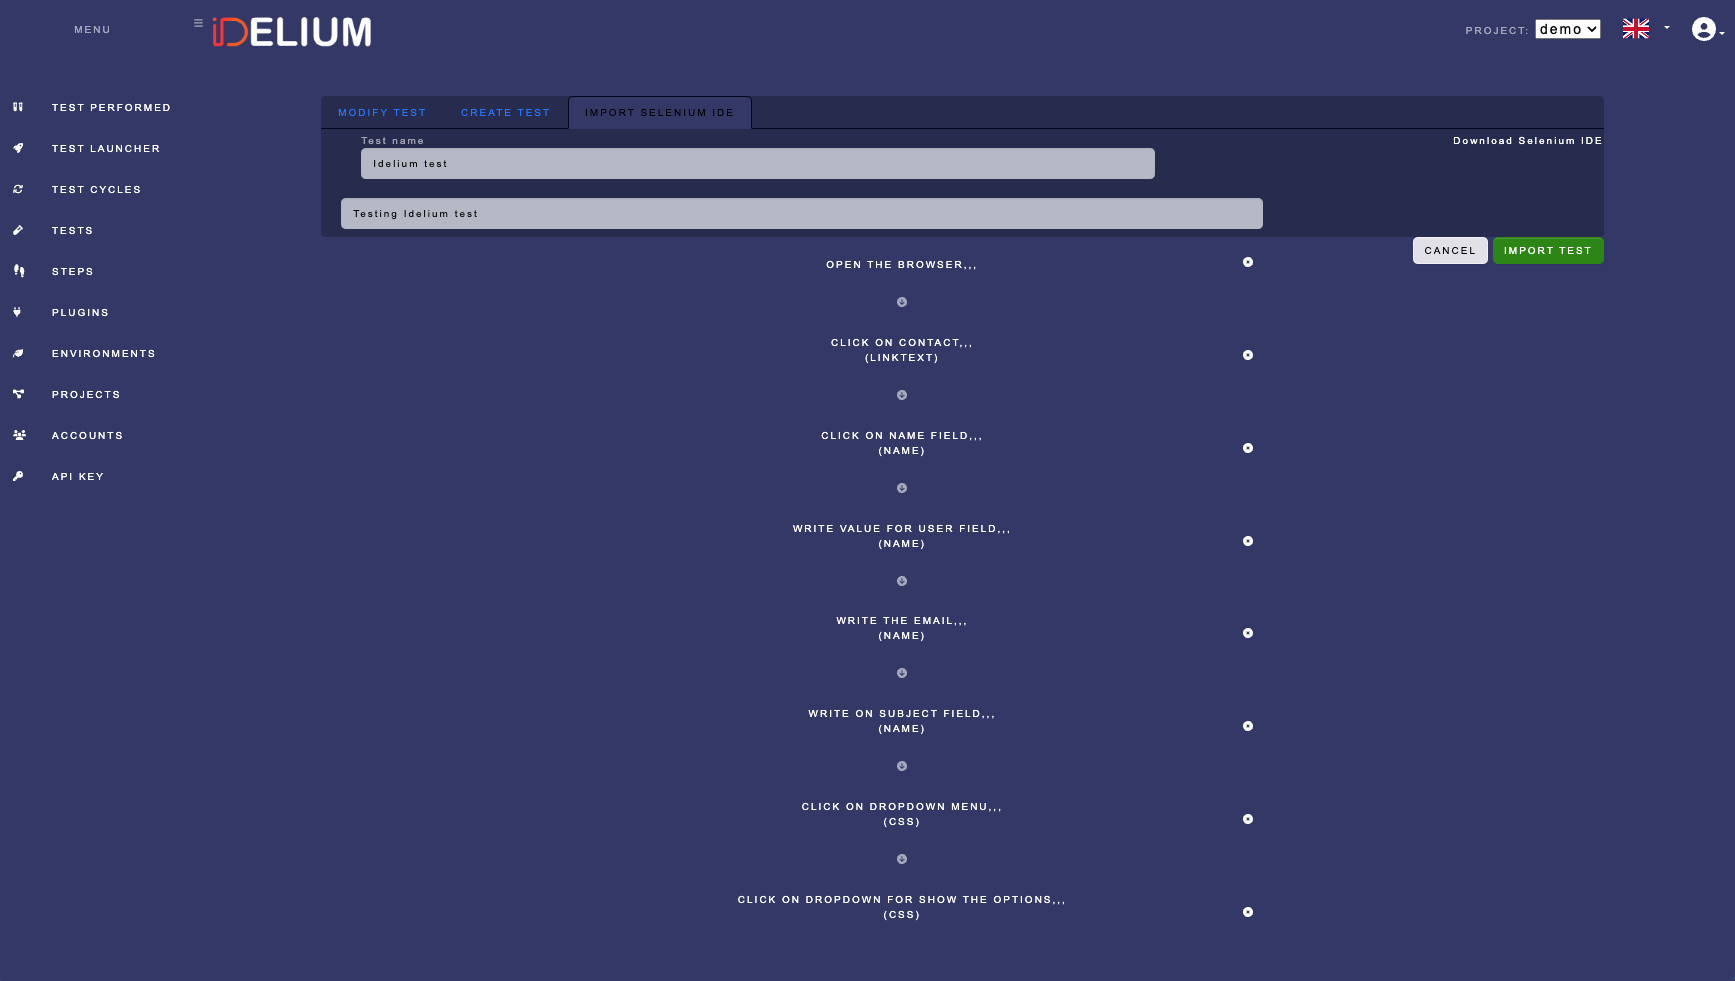 MENU
iDELIUM
PROJECT: demo
TEST PERFORMED
TEST LAUNCHER
TEST CYCLES
TESTS
STEPS
PLUGINS
ENVIRONMENTS
PROJECTS
ACCOUNTS
API KEY
MODIFY TEST CREATE TEST IMPORT SELENIUM IDE
Test name
Download Selenium IDE
Idelium test
Testing Idelium test
CANCEL IMPORT TEST
OPEN THE BROWSER,,,
CLICK ON CONTACT,,,
(LINKTEXT)
CLICK ON NAME FIELD,,,
(NAME)
WRITE VALUE FOR USER FIELD,,,
(NAME)
WRITE THE EMAIL,,,
(NAME)
WRITE ON SUBJECT FIELD,,,
(NAME)
CLICK ON DROPDOWN MENU,,,
(CSS)
CLICK ON DROPDOWN FOR SHOW THE OPTIONS,,,
(CSS)